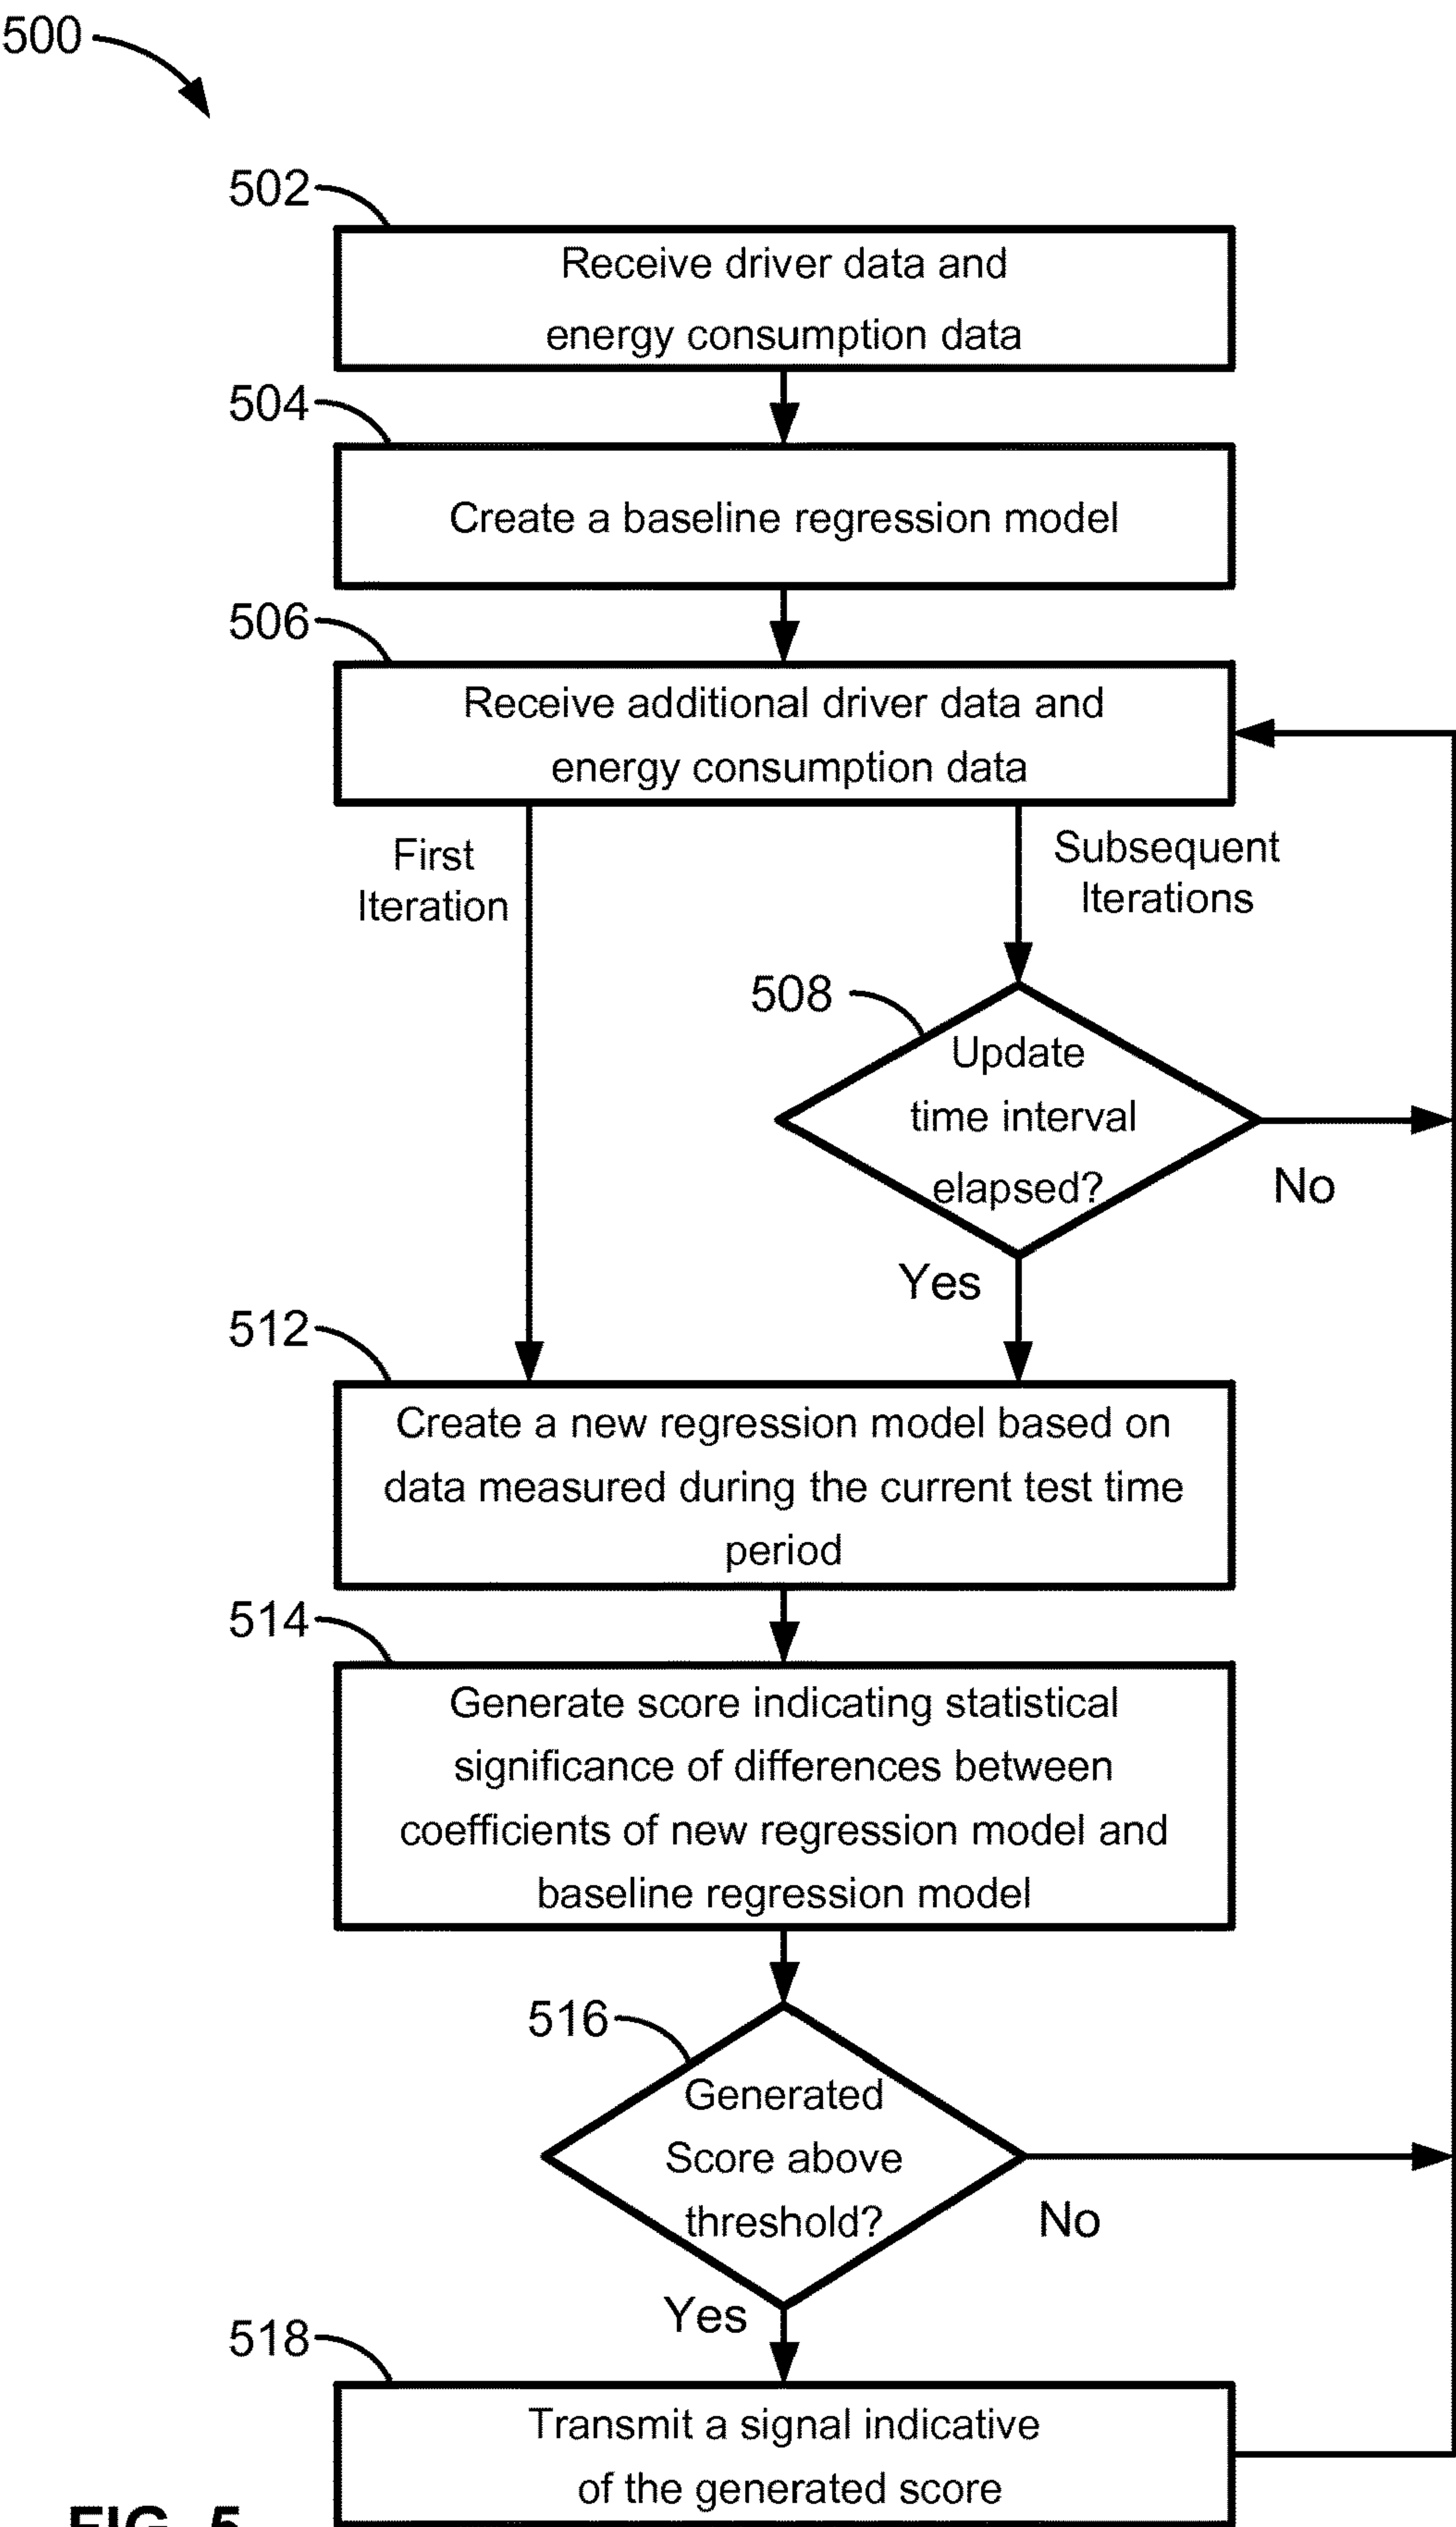 500
502
Receive driver data and
energy consumption data
504
Create a baseline regression model
506
Receive additional driver data and
energy consumption data
First
Iteration
Subsequent
Iterations
508
Update
time interval
elapsed?
No
Yes
512
Create a new regression model based on
data measured during the current test time
period
514
Generate score indicating statistical
significance of differences between
coefficients of new regression model and
baseline regression model
516
Generated
Score above
threshold?
No
Yes
518
Transmit a signal indicative
of the generated score
FIG. 5